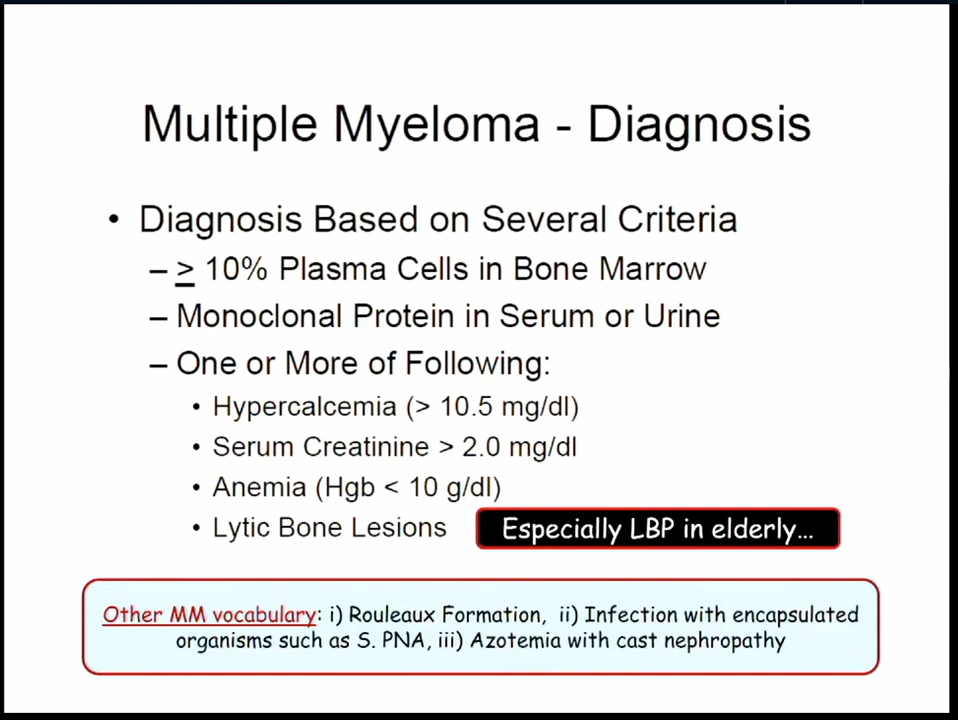 Multiple Myeloma - Diagnosis
• Diagnosis Based on Several Criteria
– ≥ 10% Plasma Cells in Bone Marrow
– Monoclonal Protein in Serum or Urine
– One or More of Following:
• Hypercalcemia (> 10.5 mg/dl)
• Serum Creatinine > 2.0 mg/dl
• Anemia (Hgb < 10 g/dl)
• Lytic Bone Lesions
Especially LBP in elderly...
Other MM vocabulary: i) Rouleaux Formation, ii) Infection with encapsulated
organisms such as S. PNA, iii) Azotemia with cast nephropathy